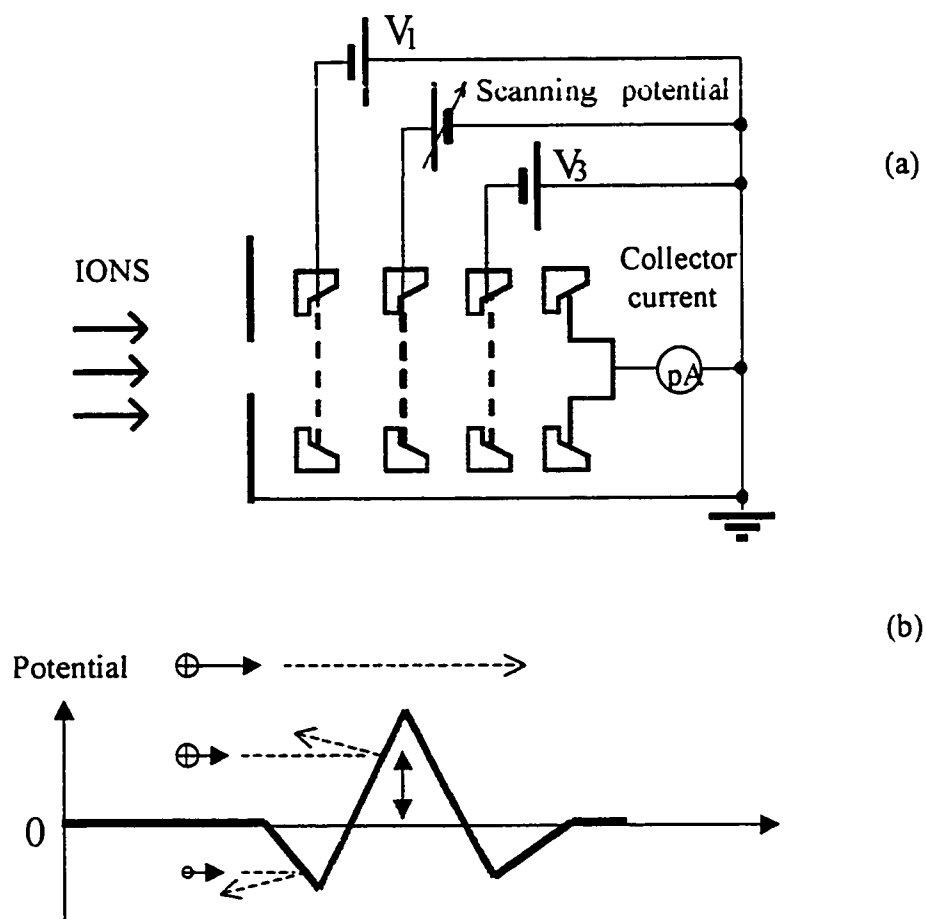 V1
Scanning potential
V3
(a)
IONS
Collector
current
pA
(b)
Potential
0